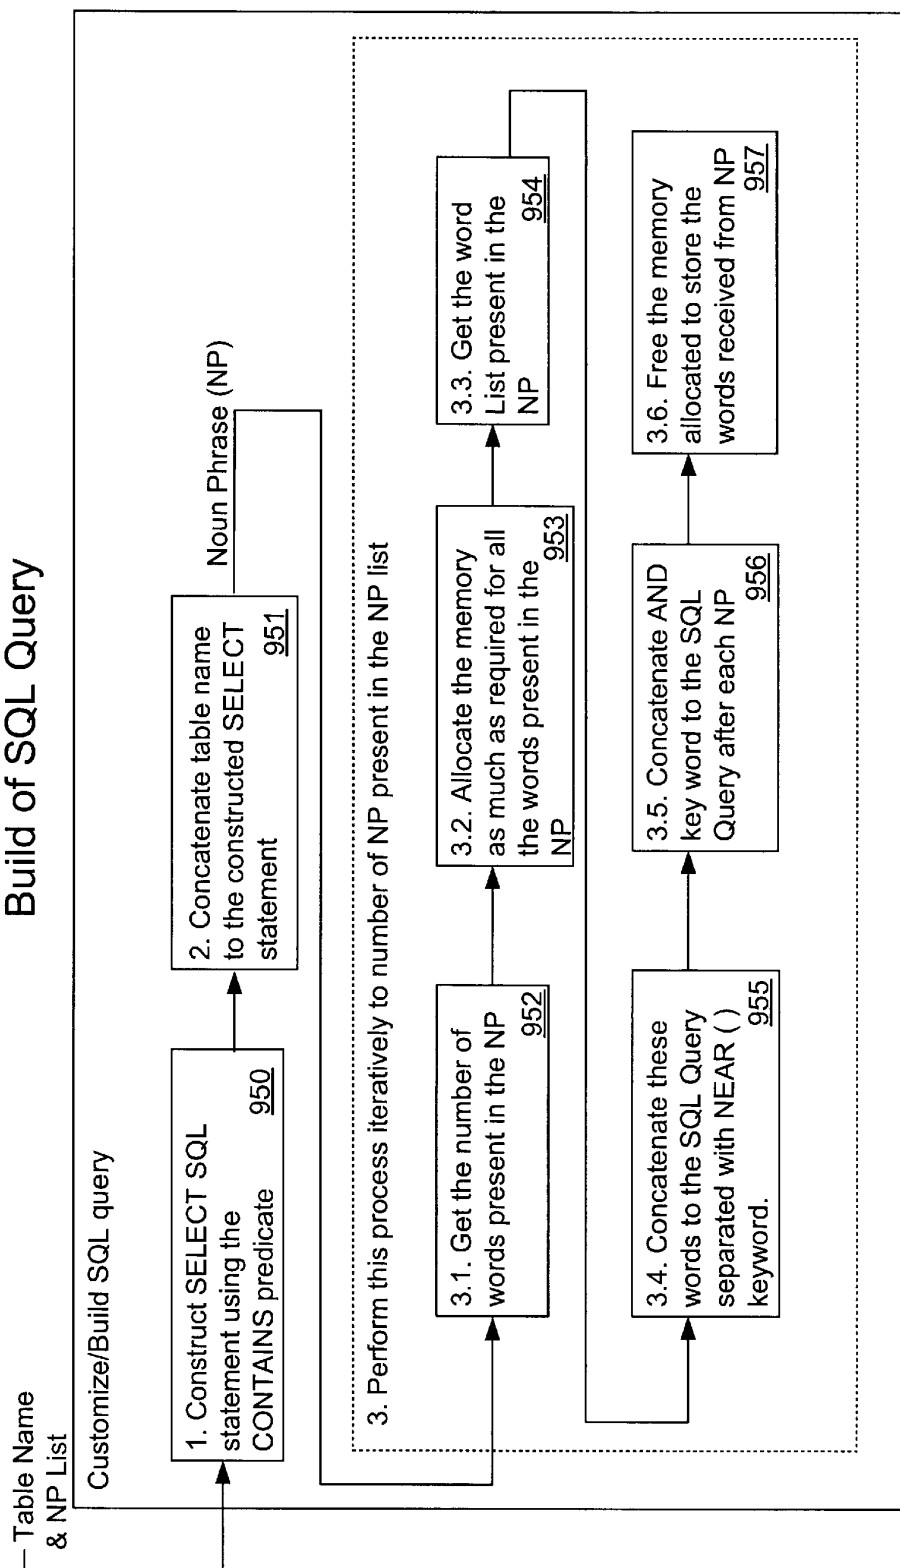 Build of SQL Query
Table Name
& NP List
Customize/Build SQL query
1. Construct SELECT SQL
statement using the
CONTAINS predicate
950
2. Concatenate table name
to the constructed SELECT
statement
951
Noun Phrase (NP)
3. Perform this process iteratively to number of NP present in the NP list
3.1. Get the number of
words present in the NP
952
3.2. Allocate the memory
as much as required for all
the words present in the
NP
953
3.3. Get the word
List present in the
NP
954
3.4. Concatenate these
words to the SQL Query
separated with NEAR ( )
keyword.
955
3.5. Concatenate AND
key word to the SQL
Query after each NP
956
3.6. Free the memory
allocated to store the
words received from NP
957